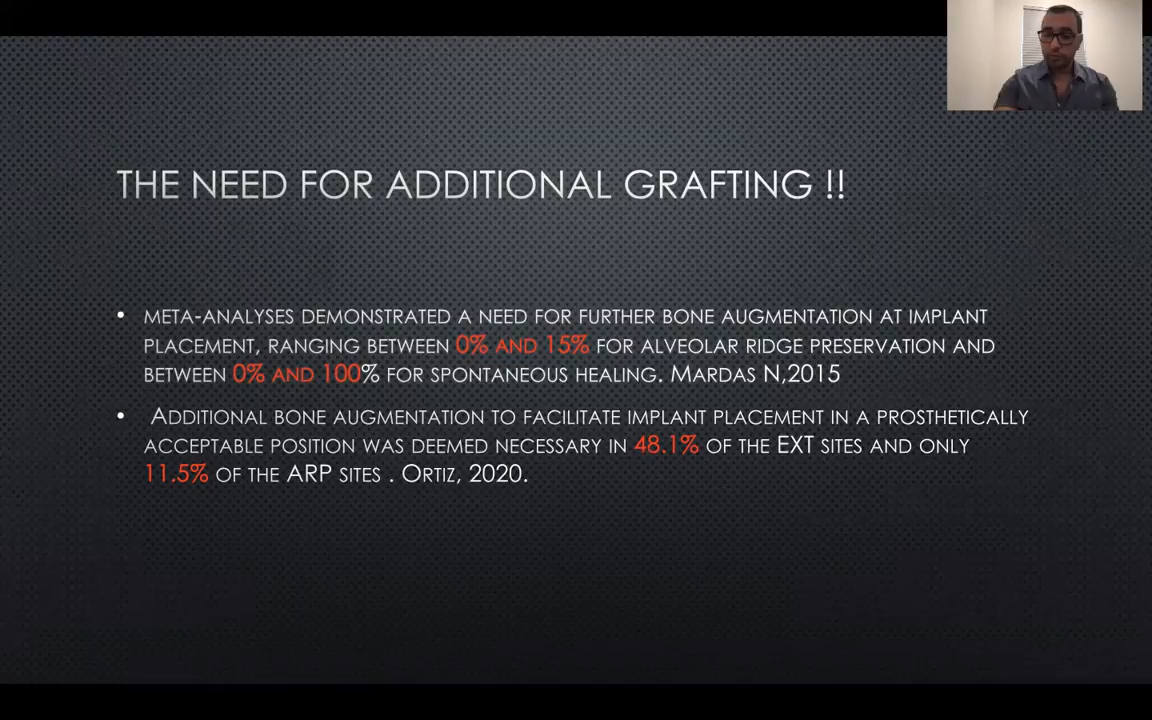 THE NEED FOR ADDITIONAL GRAFTING !!
• META-ANALYSES DEMONSTRATED A NEED FOR FURTHER BONE AUGMENTATION AT IMPLANT
PLACEMENT, RANGING BETWEEN 0% AND 15% FOR ALVEOLAR RIDGE PRESERVATION AND
BETWEEN 0% AND 100% FOR SPONTANEOUS HEALING. MARDAS N,2015
• ADDITIONAL BONE AUGMENTATION TO FACILITATE IMPLANT PLACEMENT IN A PROSTHETICALLY
ACCEPTABLE POSITION WAS DEEMED NECESSARY IN 48.1% OF THE EXT SITES AND ONLY
11.5% OF THE ARP SITES . ORTIZ, 2020.